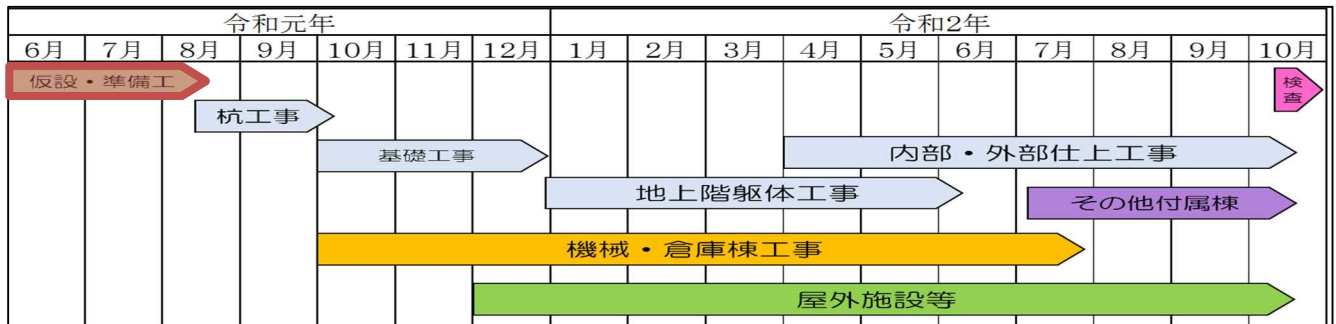 令和元年 令和2年
6月 7月 8月 9月 10月 11月 12月 1月 2月 3月 4月 5月 6月 7月 8月 9月 10月
仮設・準備工
検査
杭工事
基礎工事
内部・外部仕上工事
地上階躯体工事
その他付属棟
機械・倉庫棟工事
屋外施設等